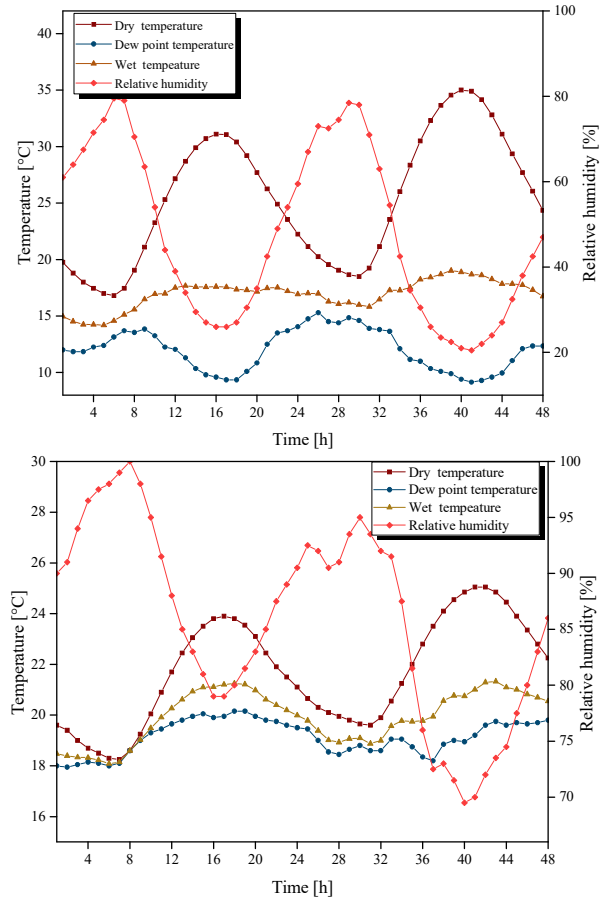 Dry temperature
Dew point temperature
Wet tempeature
Relative humidity
40
35
30
25
20
15
10
Temperature [°C]
100
80
60
40
20
Relative humidity [%]
4 8 12 16 20 24 28 32 36 40 44 48
Time [h]
Dry temperature
Dew point temperature
Wet tempeature
Relative humidity
30
28
26
24
22
20
18
16
Temperature [°C]
100
95
90
85
80
75
70
Relative humidity [%]
4 8 12 16 20 24 28 32 36 40 44 48
Time [h]